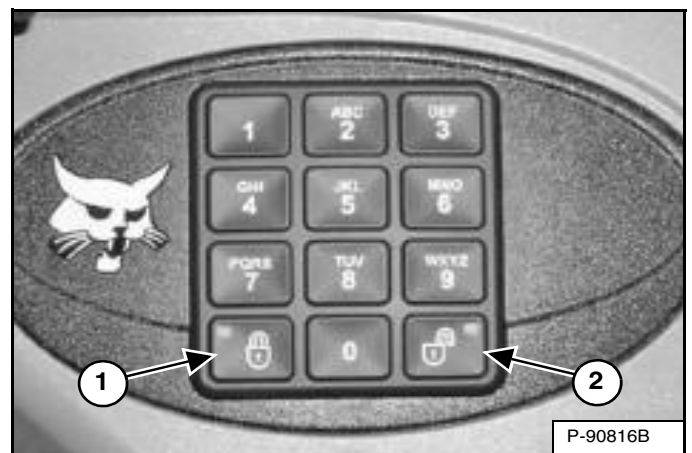 1
ABC
2
DEF
3
GHI
4
JKL
5
MNO
6
PQRS
7
TUV
8
WXYZ
9
0
1
2
P-90816B